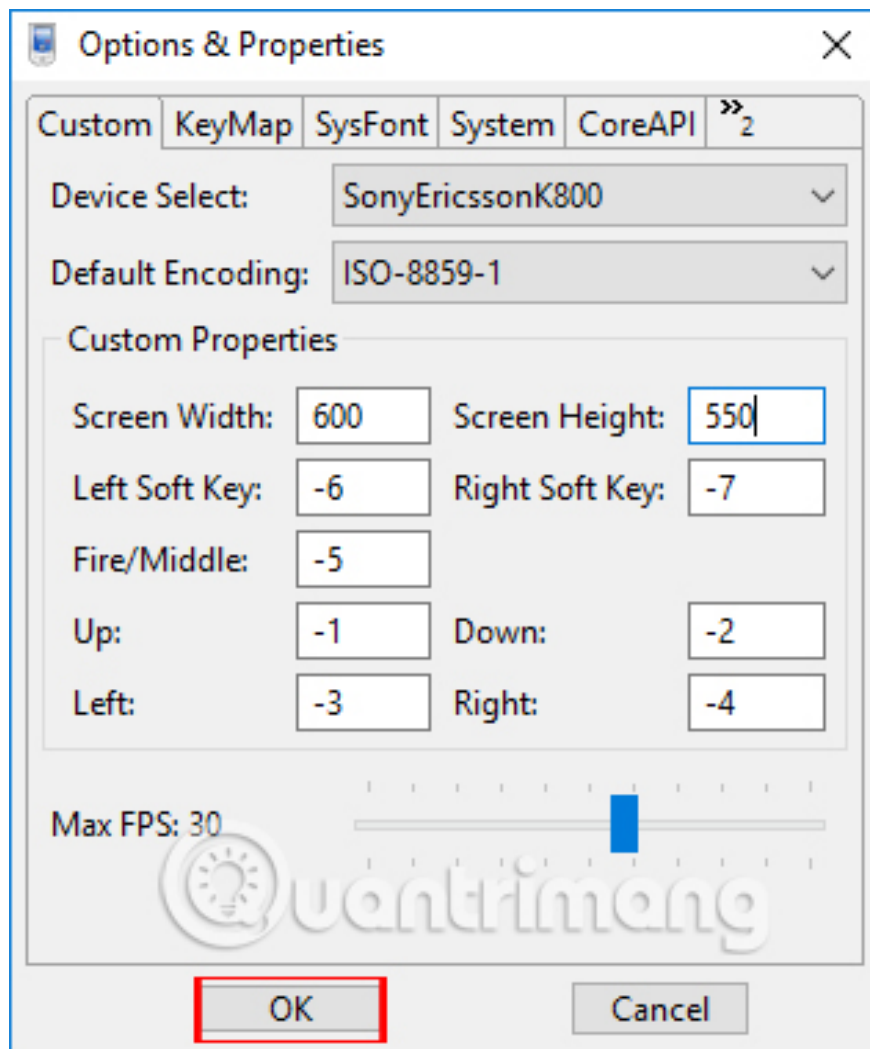 Options & Properties
Custom KeyMap SysFont System CoreAPI »2
Device Select: SonyEricssonK800
Default Encoding: ISO-8859-1
Custom Properties
Screen Width: 600 Screen Height: 550
Left Soft Key: -6 Right Soft Key: -7
Fire/Middle: -5
Up: -1 Down: -2
Left: -3 Right: -4
Max FPS: 30
Quantrimang
OK Cancel